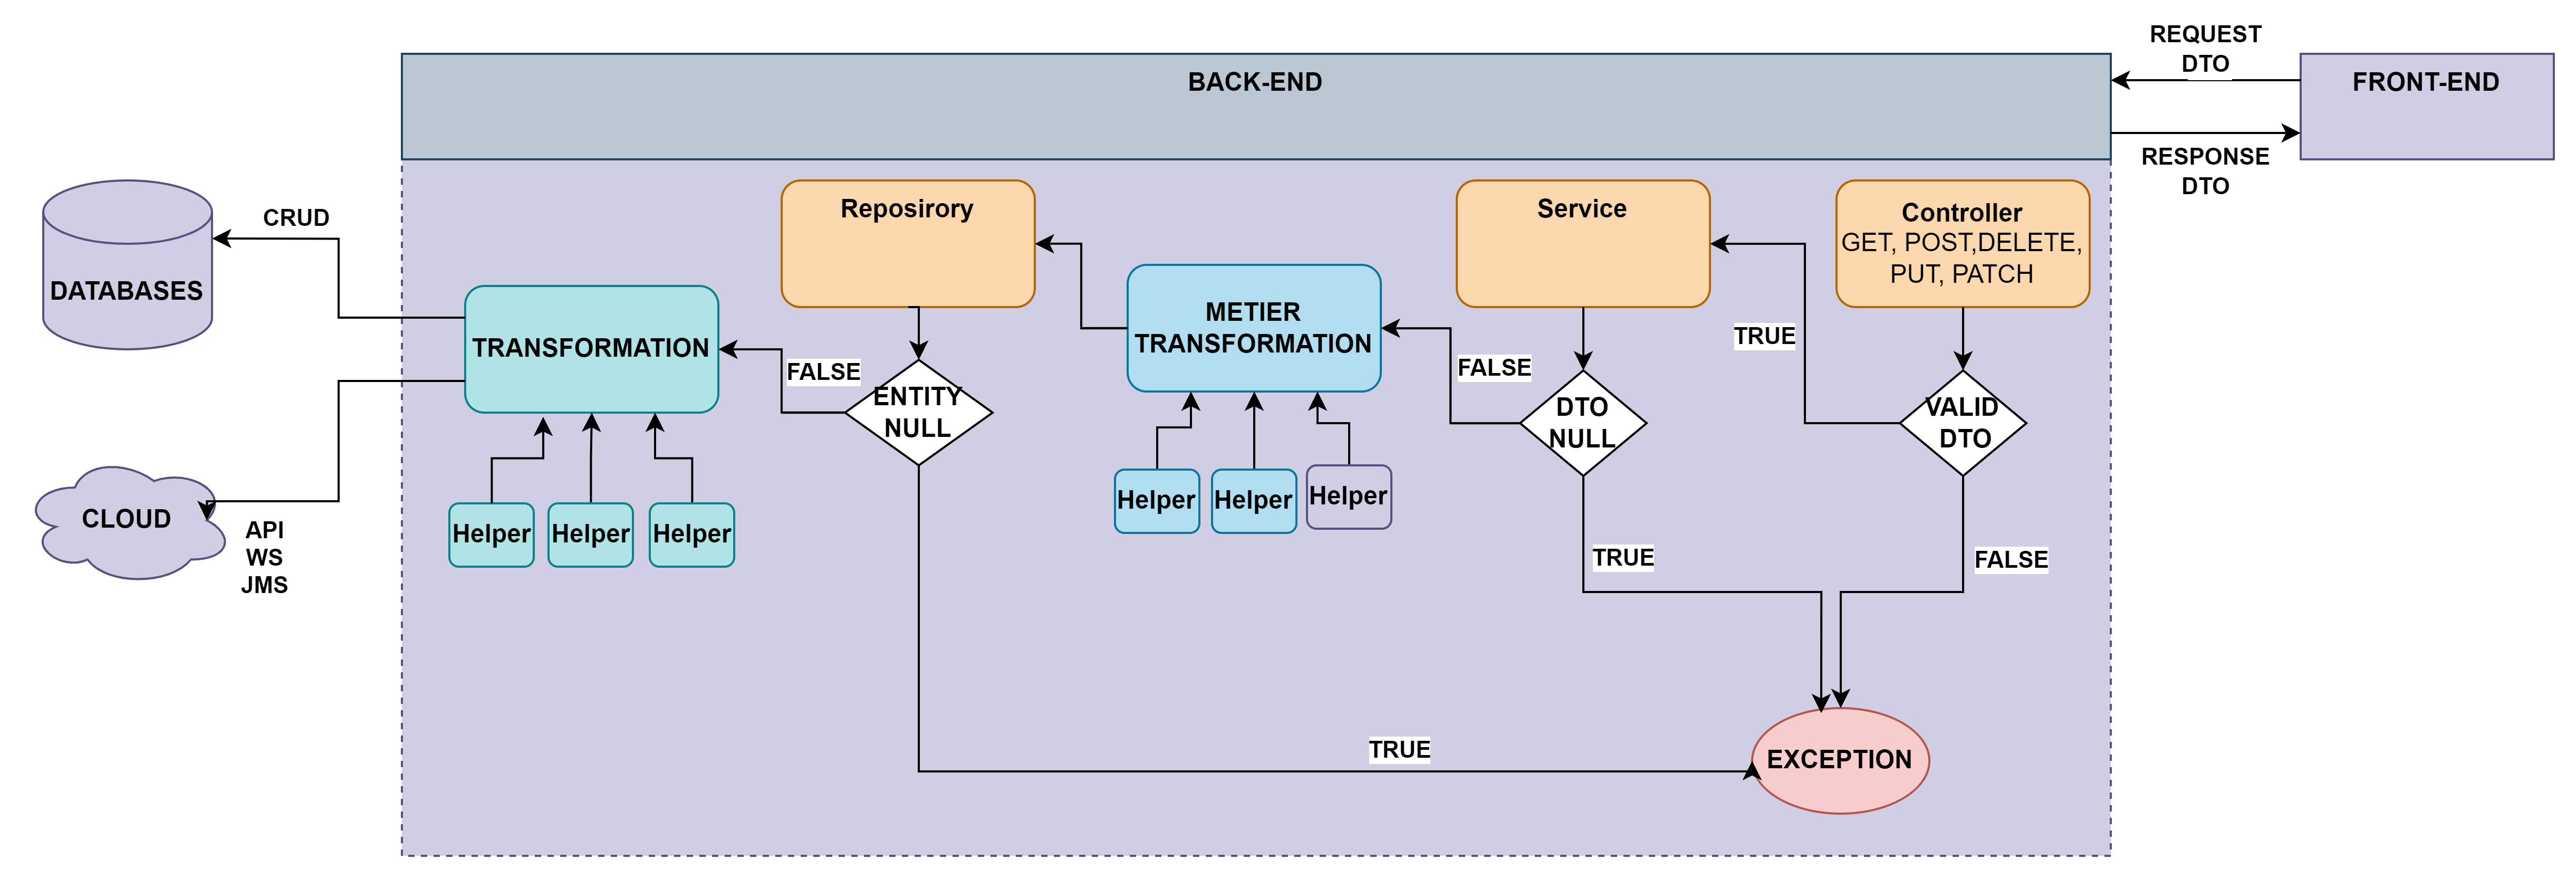 REQUEST
DTO
BACK-END
FRONT-END
RESPONSE
DTO
DATABASES
CRUD
Reposirory
Service
Controller
GET, POST,DELETE,
PUT, PATCH
TRANSFORMATION
METIER
TRANSFORMATION
FALSE
ENTITY
NULL
FALSE
DTO
NULL
TRUE
VALID
DTO
Helper
Helper
Helper
Helper
Helper
Helper
CLOUD
API
WS
JMS
TRUE
FALSE
TRUE
EXCEPTION